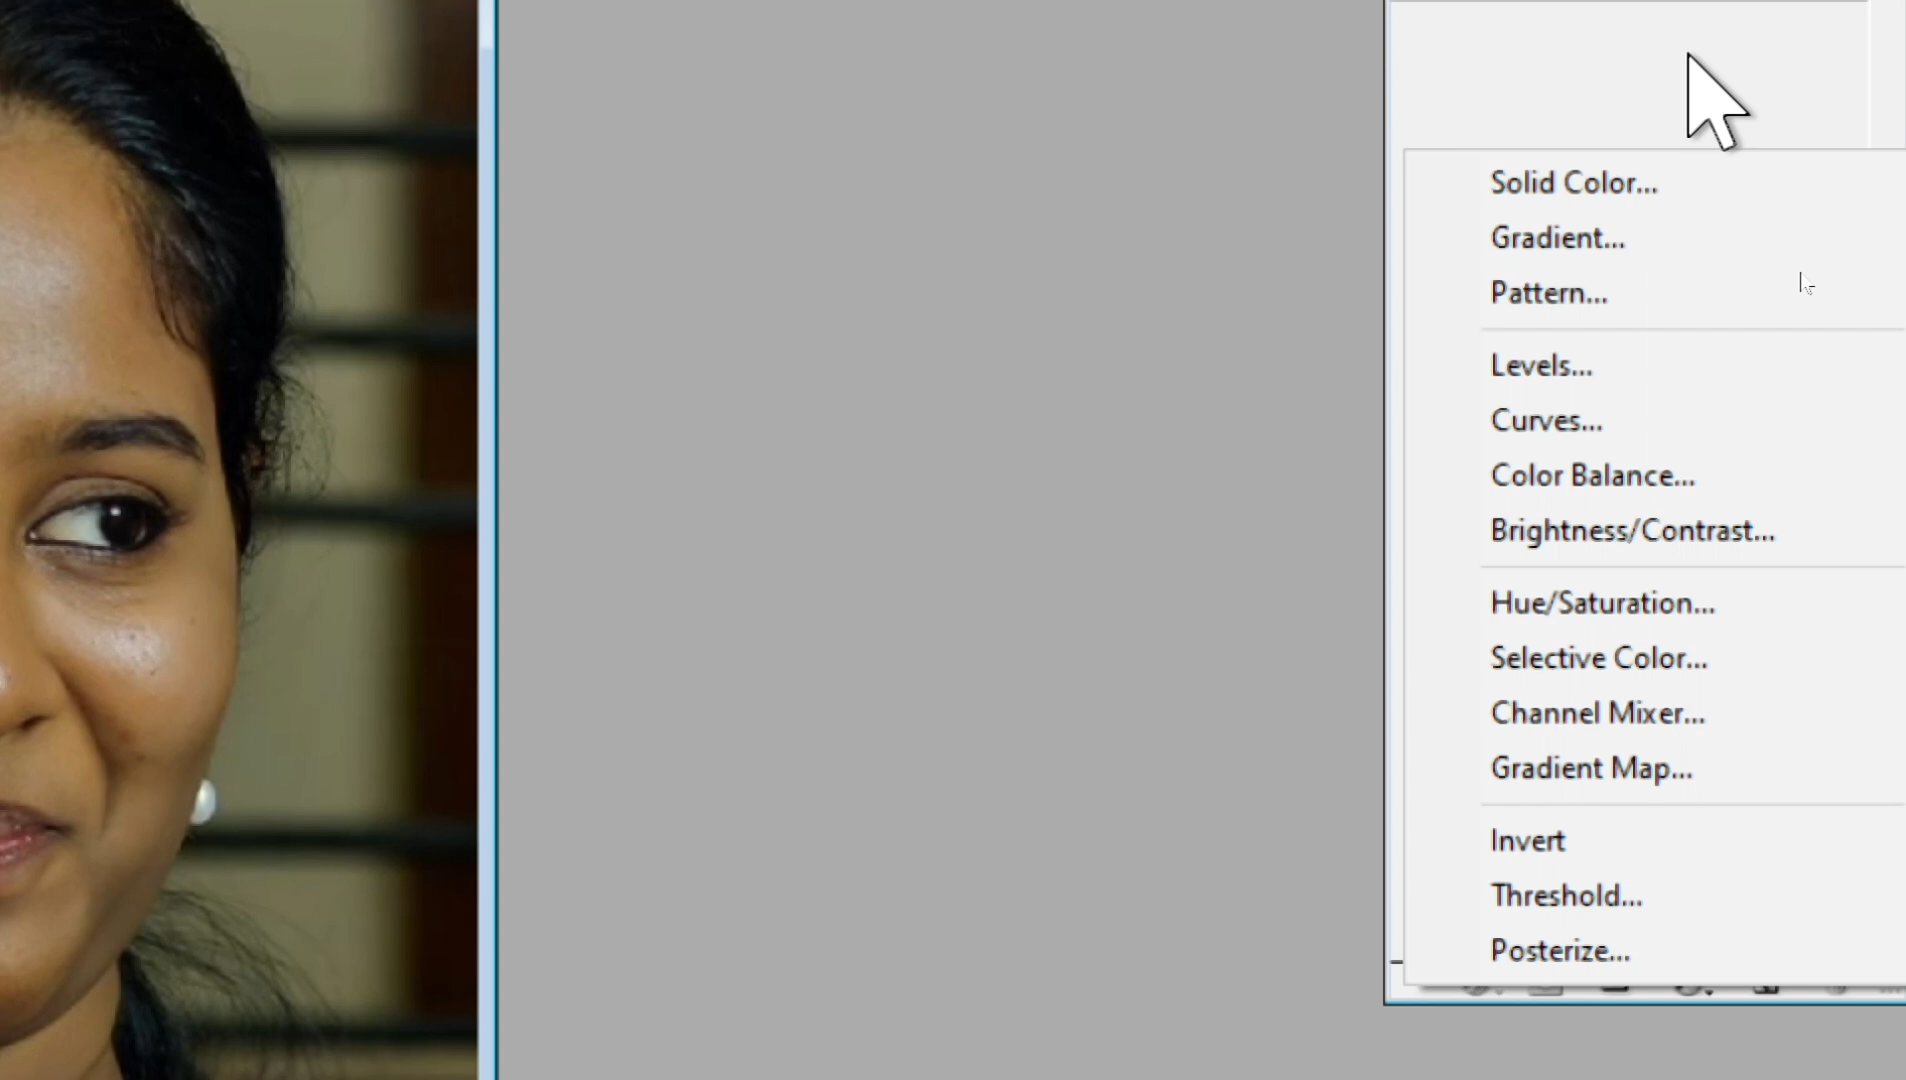 Solid Color...
Gradient...
Pattern...
Levels...
Curves...
Color Balance...
Brightness/Contrast...
Hue/Saturation...
Selective Color...
Channel Mixer...
Gradient Map...
Invert
Threshold...
Posterize...